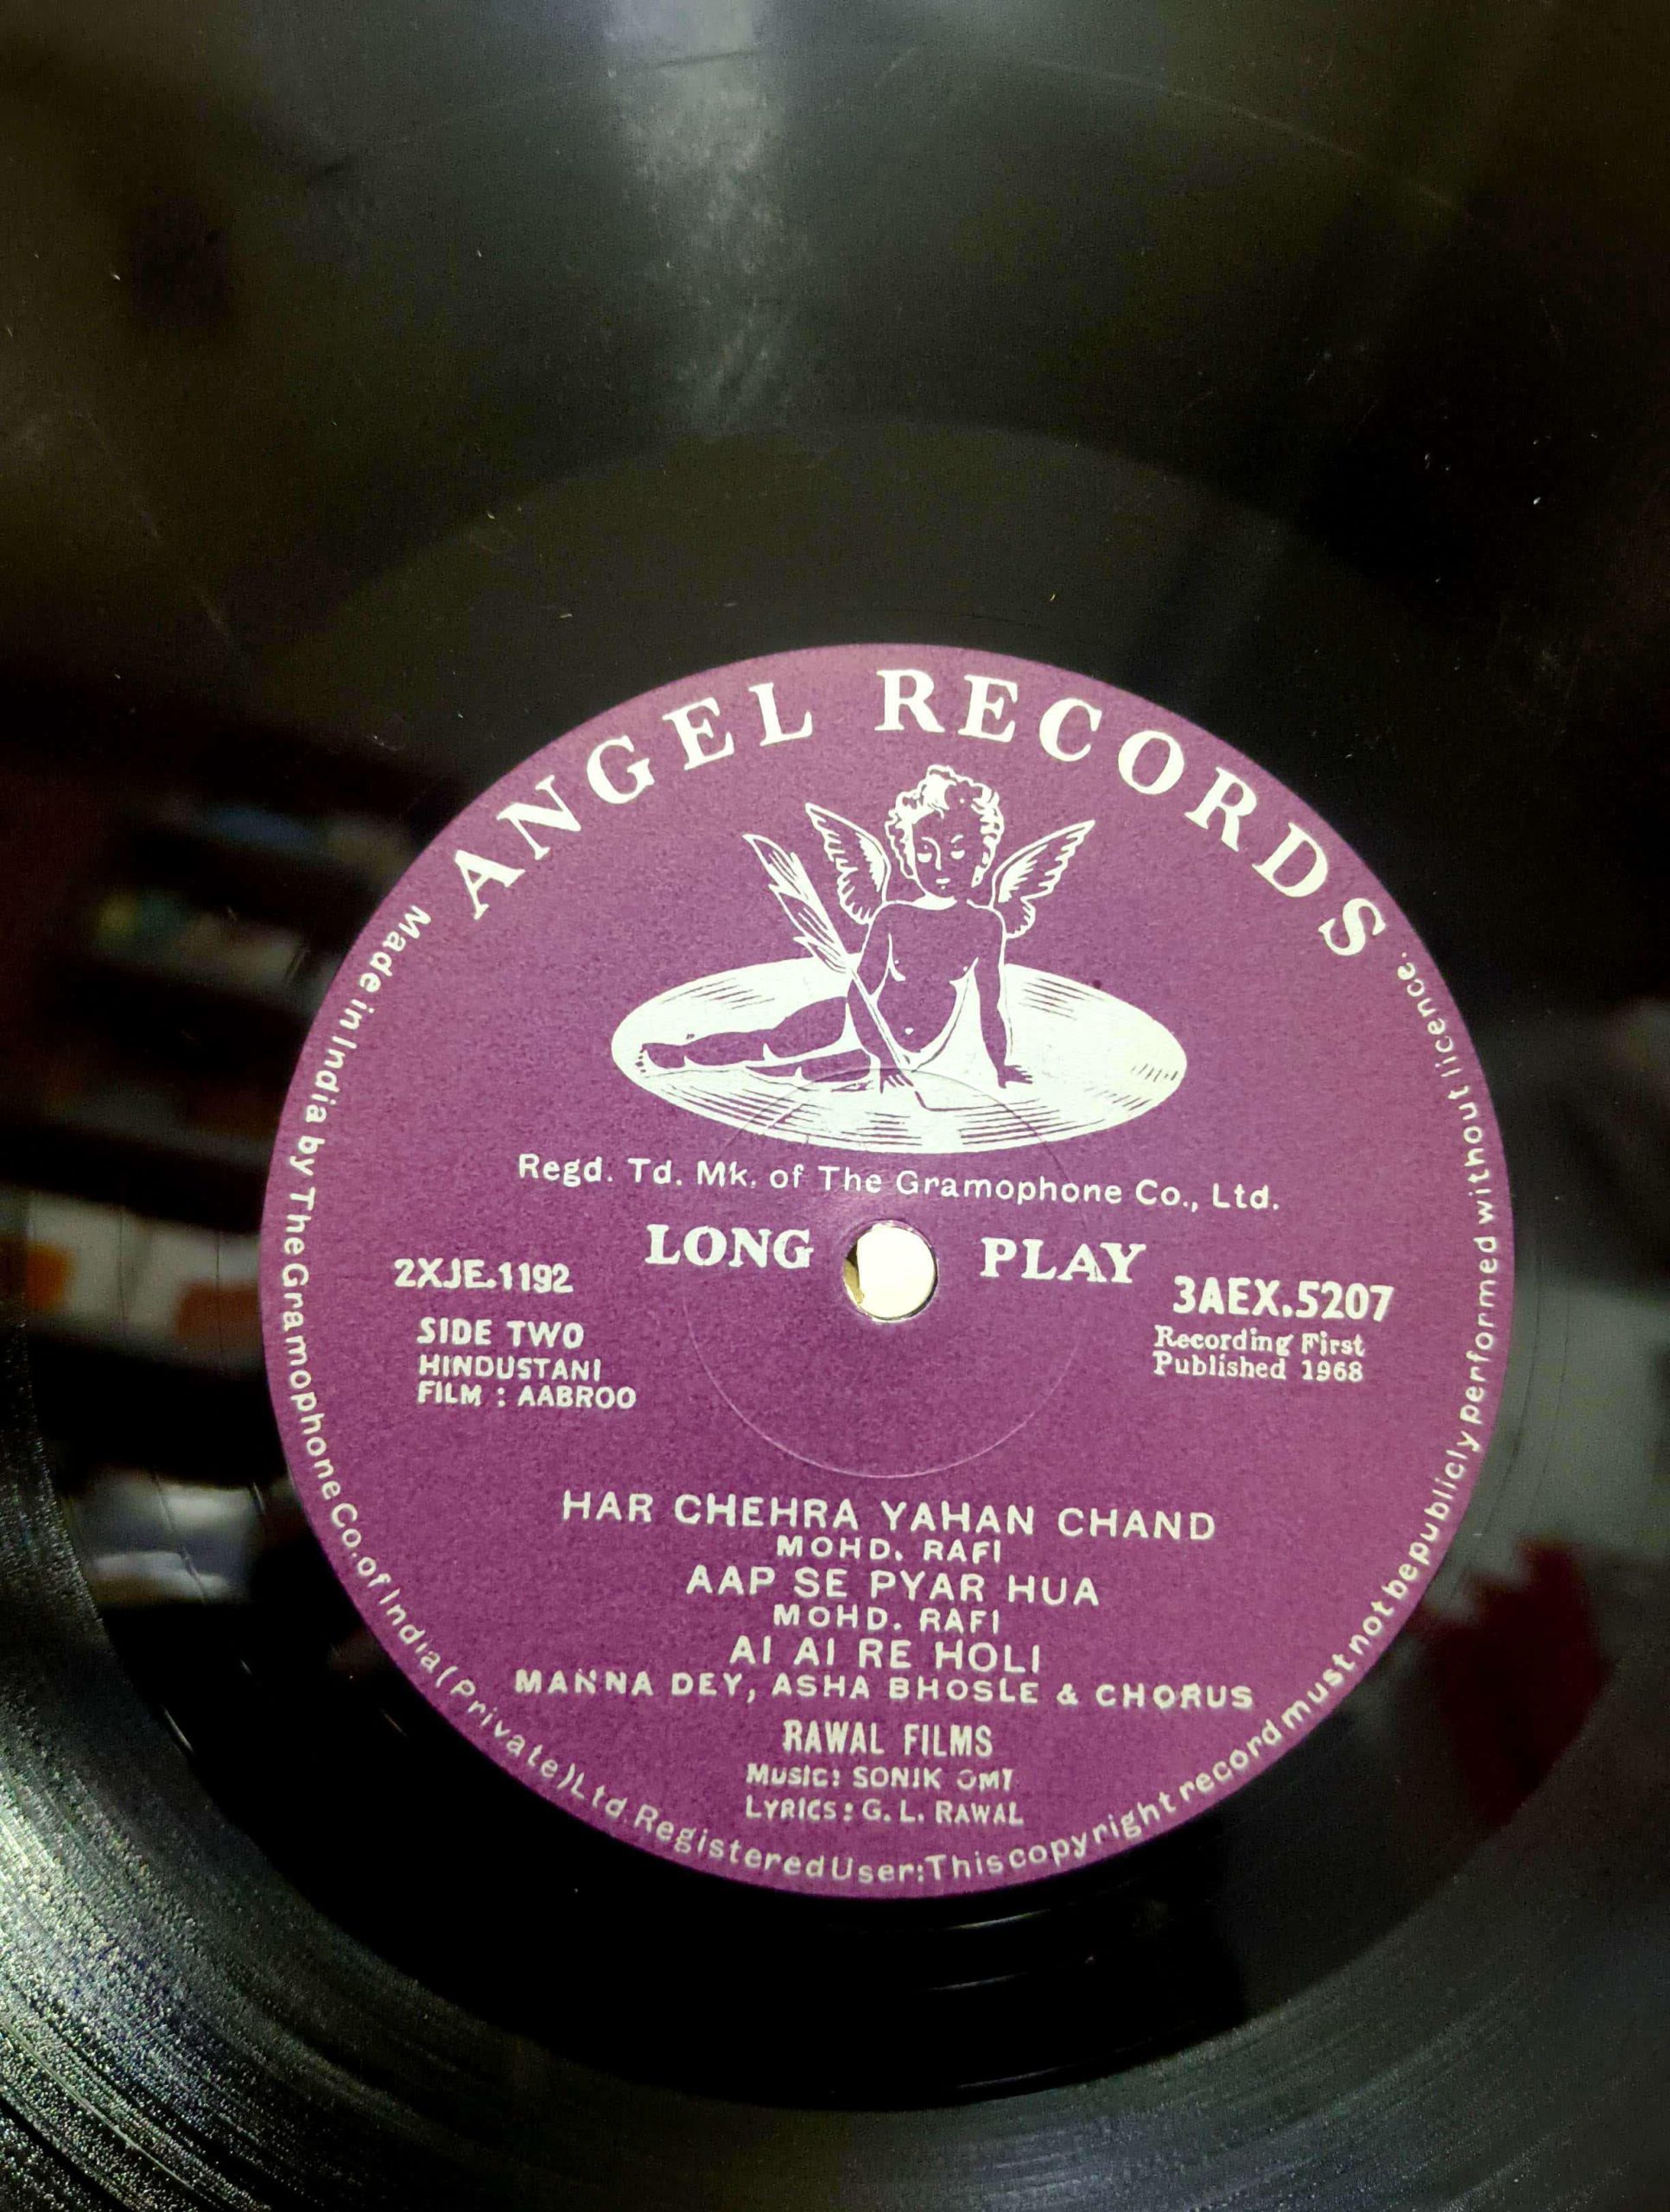 ANGEL RECORDS
Regd. Td. Mk. of The Gramophone Co., Ltd.
LONG PLAY
2XJE.1192
SIDE TWO
HINDUSTANI
FILM : AABROO
3AEX.5207
Recording First
Published 1968
HAR CHEHRA YAHAN CHAND
MOHD. RAFI
AAP SE PYAR HUA
MOHD. RAFI
AI AI RE HOLI
MANNA DEY, ASHA BHOSLE & CHORUS
RAWAL FILMS
MUSIC: SONIK OMI
LYRICS: G. L. RAWAL
Made in India by The Gramophone Co. of India (Private) Ltd. Registered User: This copyright record must not be publicly performed without licence.